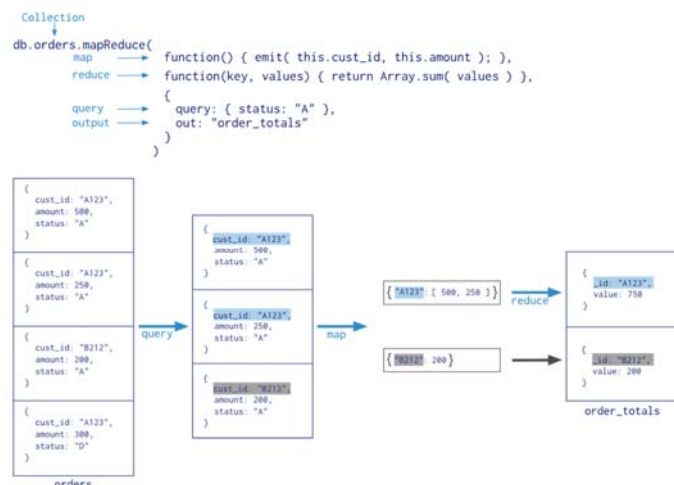 Collection
db.orders.mapReduce(
map function() { emit( this.cust_id, this.amount ); },
reduce function(key, values) { return Array.sum( values ) },
{
query query: { status: "A" },
output out: "order_totals"
}
)
{
cust_id: "A123",
amount: 500,
status: "A"
}
{
cust_id: "A123",
amount: 250,
status: "A"
}
{
cust_id: "B212",
amount: 200,
status: "A"
}
{
cust_id: "A123",
amount: 300,
status: "D"
}
orders
query
{
cust_id: "A123",
amount: 500,
status: "A"
}
{
cust_id: "A123",
amount: 250,
status: "A"
}
{
cust_id: "B212",
amount: 200,
status: "A"
}
map
{ "A123": [ 500, 250 ] }
{ "B212": 200 }
reduce
{
_id: "A123",
value: 750
}
{
_id: "B212",
value: 200
}
order_totals